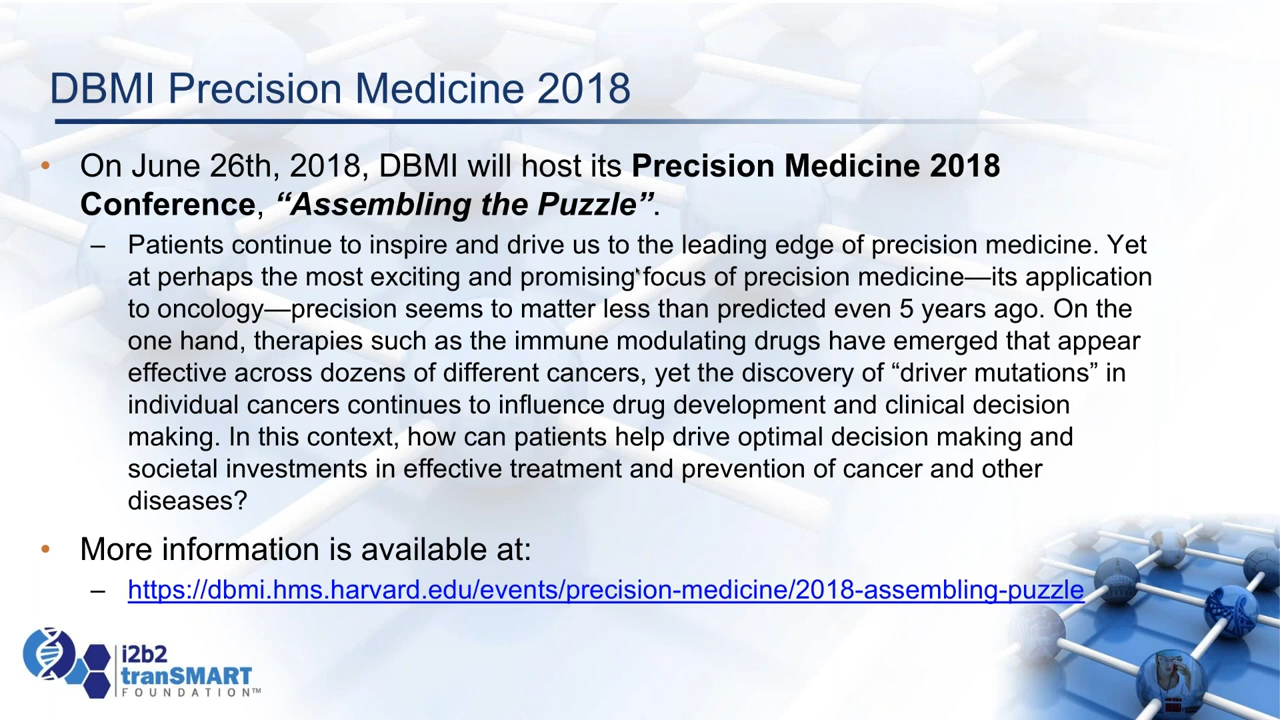 DBMI Precision Medicine 2018
• On June 26th, 2018, DBMI will host its Precision Medicine 2018
Conference, “Assembling the Puzzle”.
– Patients continue to inspire and drive us to the leading edge of precision medicine. Yet
at perhaps the most exciting and promising focus of precision medicine—its application
to oncology—precision seems to matter less than predicted even 5 years ago. On the
one hand, therapies such as the immune modulating drugs have emerged that appear
effective across dozens of different cancers, yet the discovery of “driver mutations” in
individual cancers continues to influence drug development and clinical decision
making. In this context, how can patients help drive optimal decision making and
societal investments in effective treatment and prevention of cancer and other
diseases?
• More information is available at:
– https://dbmi.hms.harvard.edu/events/precision-medicine/2018-assembling-puzzle
i2b2
tranSMART
FOUNDATION™